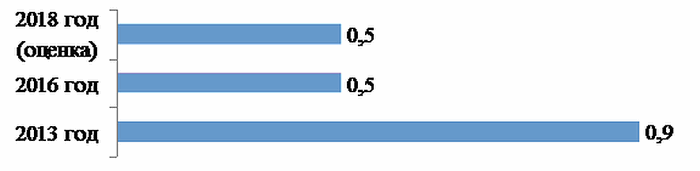 2018 год
(оценка)
0,5
2016 год
0,5
2013 год
0,9